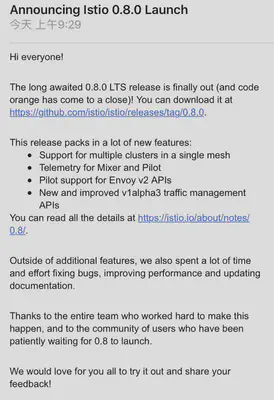 Announcing Istio 0.8.0 Launch
今天 上午9:29
Hi everyone!
The long awaited 0.8.0 LTS release is finally out (and code
orange has come to a close)! You can download it at
https://github.com/istio/istio/releases/tag/0.8.0.
This release packs in a lot of new features:
• Support for multiple clusters in a single mesh
• Telemetry for Mixer and Pilot
• Pilot support for Envoy v2 APIs
• New and improved v1alpha3 traffic management
APIs
You can read all the details at https://istio.io/about/notes/
0.8/.
Outside of additional features, we also spent a lot of time
and effort fixing bugs, improving performance and updating
documentation.
Thanks to the entire team who worked hard to make this
happen, and to the community of users who have been
patiently waiting for 0.8 to launch.
We would love for you all to try it out and share your
feedback!